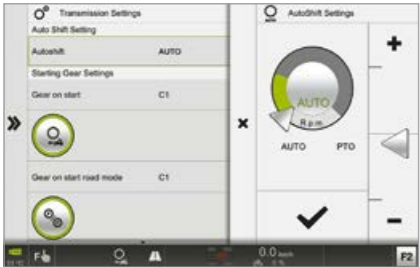 Transmission Settings
Auto Shift Setting
Autoshift AUTO
Starting Gear Settings
Gear on start C1
Gear on start road mode C1
AutoShift Settings
AUTO
R.p.m.
AUTO PTO
F
0.0
F2